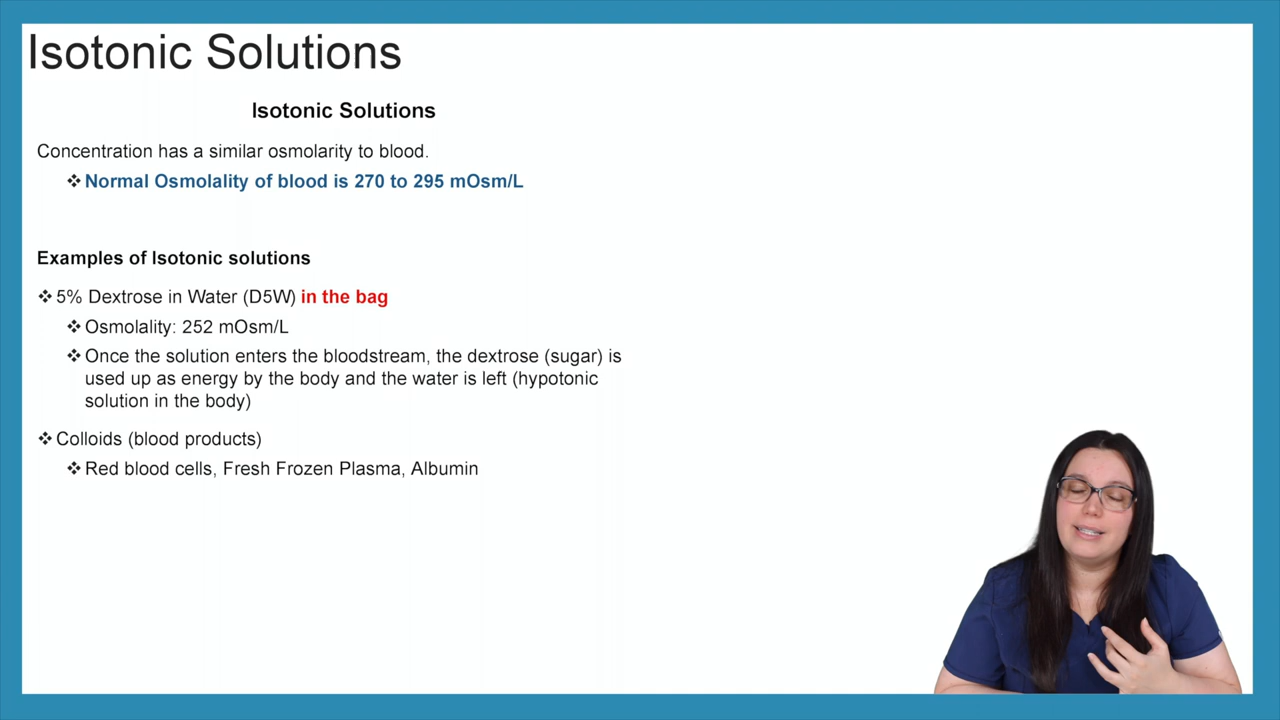 Isotonic Solutions
Isotonic Solutions
Concentration has a similar osmolarity to blood.
❖ Normal Osmolality of blood is 270 to 295 mOsm/L
Examples of Isotonic solutions
❖ 5% Dextrose in Water (D5W) in the bag
❖ Osmolality: 252 mOsm/L
❖ Once the solution enters the bloodstream, the dextrose (sugar) is
used up as energy by the body and the water is left (hypotonic
solution in the body)
❖ Colloids (blood products)
❖ Red blood cells, Fresh Frozen Plasma, Albumin